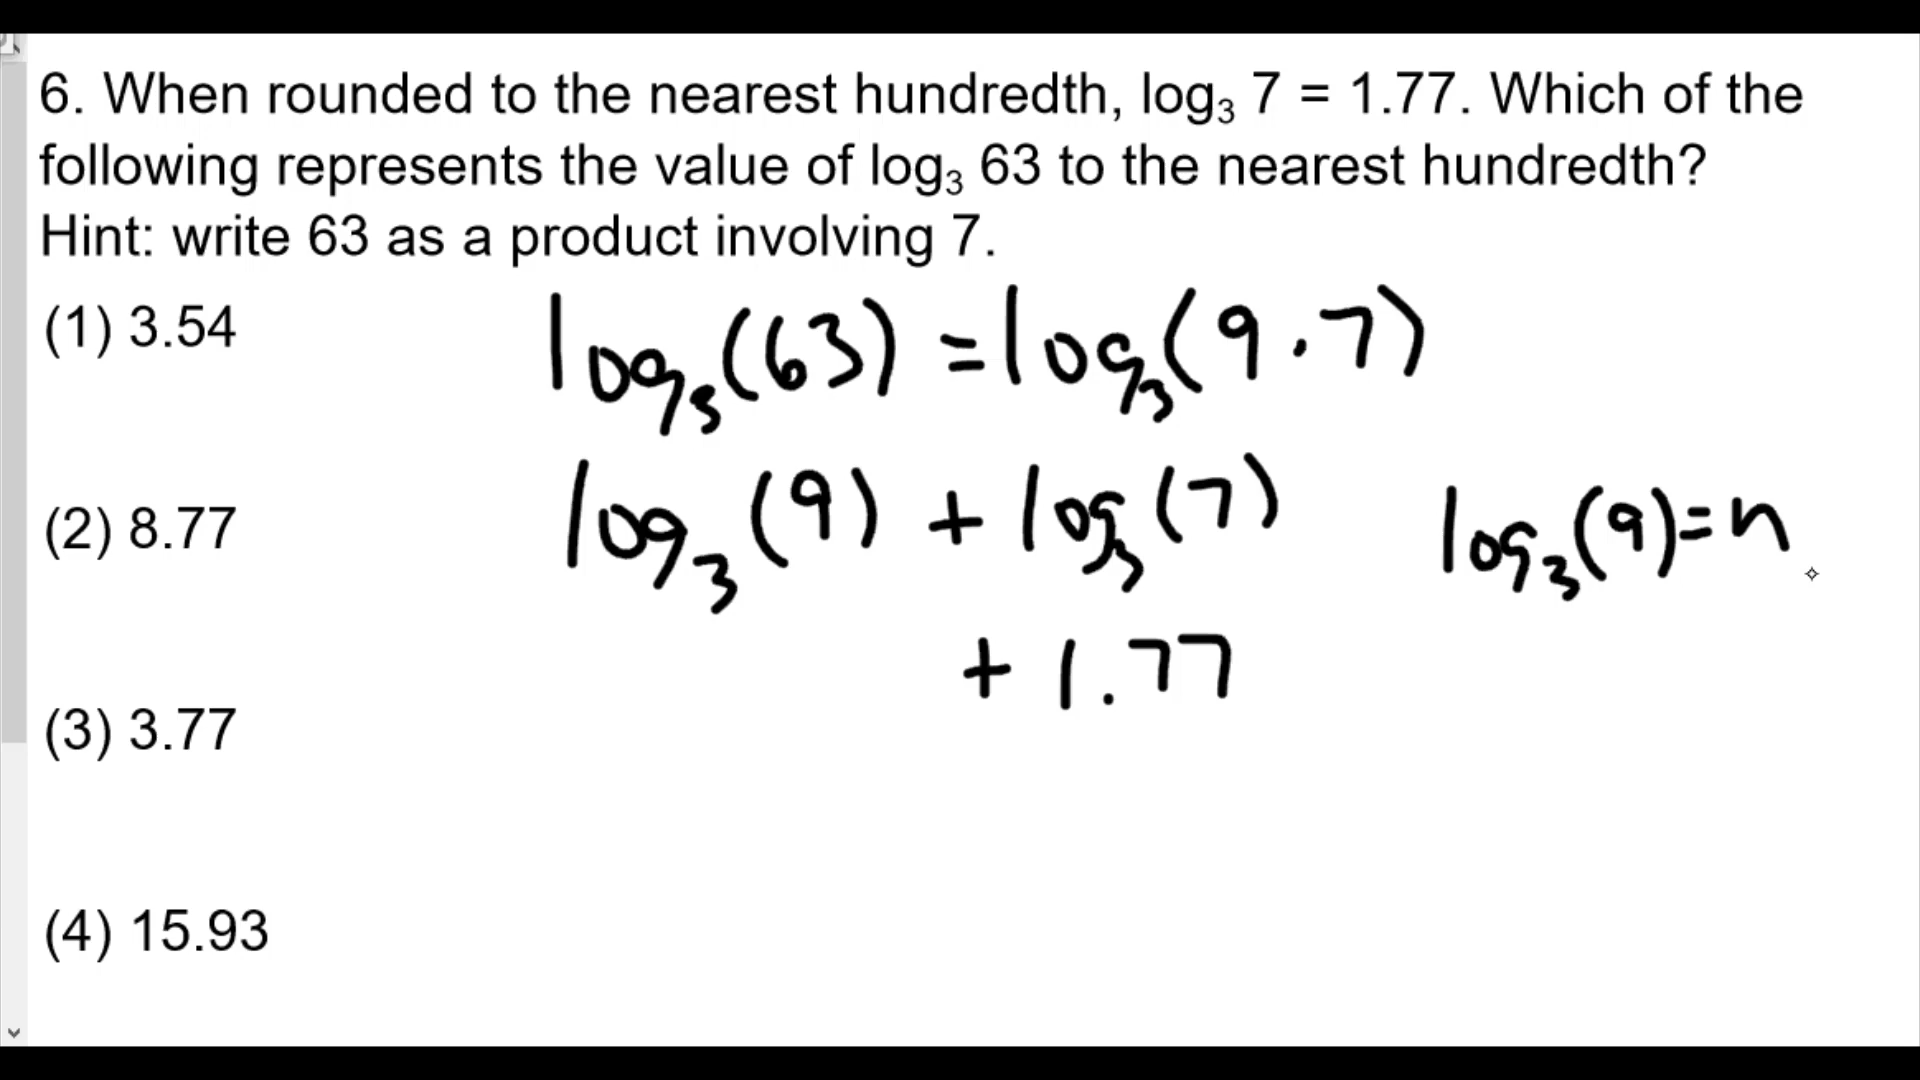 6. When rounded to the nearest hundredth, log₃ 7 = 1.77. Which of the
following represents the value of log₃ 63 to the nearest hundredth?
Hint: write 63 as a product involving 7.
(1) 3.54
log₃(63) = log₃(9·7)
(2) 8.77
log₃(9) + log₃(7)
log₃(9) = n
+ 1.77
(3) 3.77
(4) 15.93